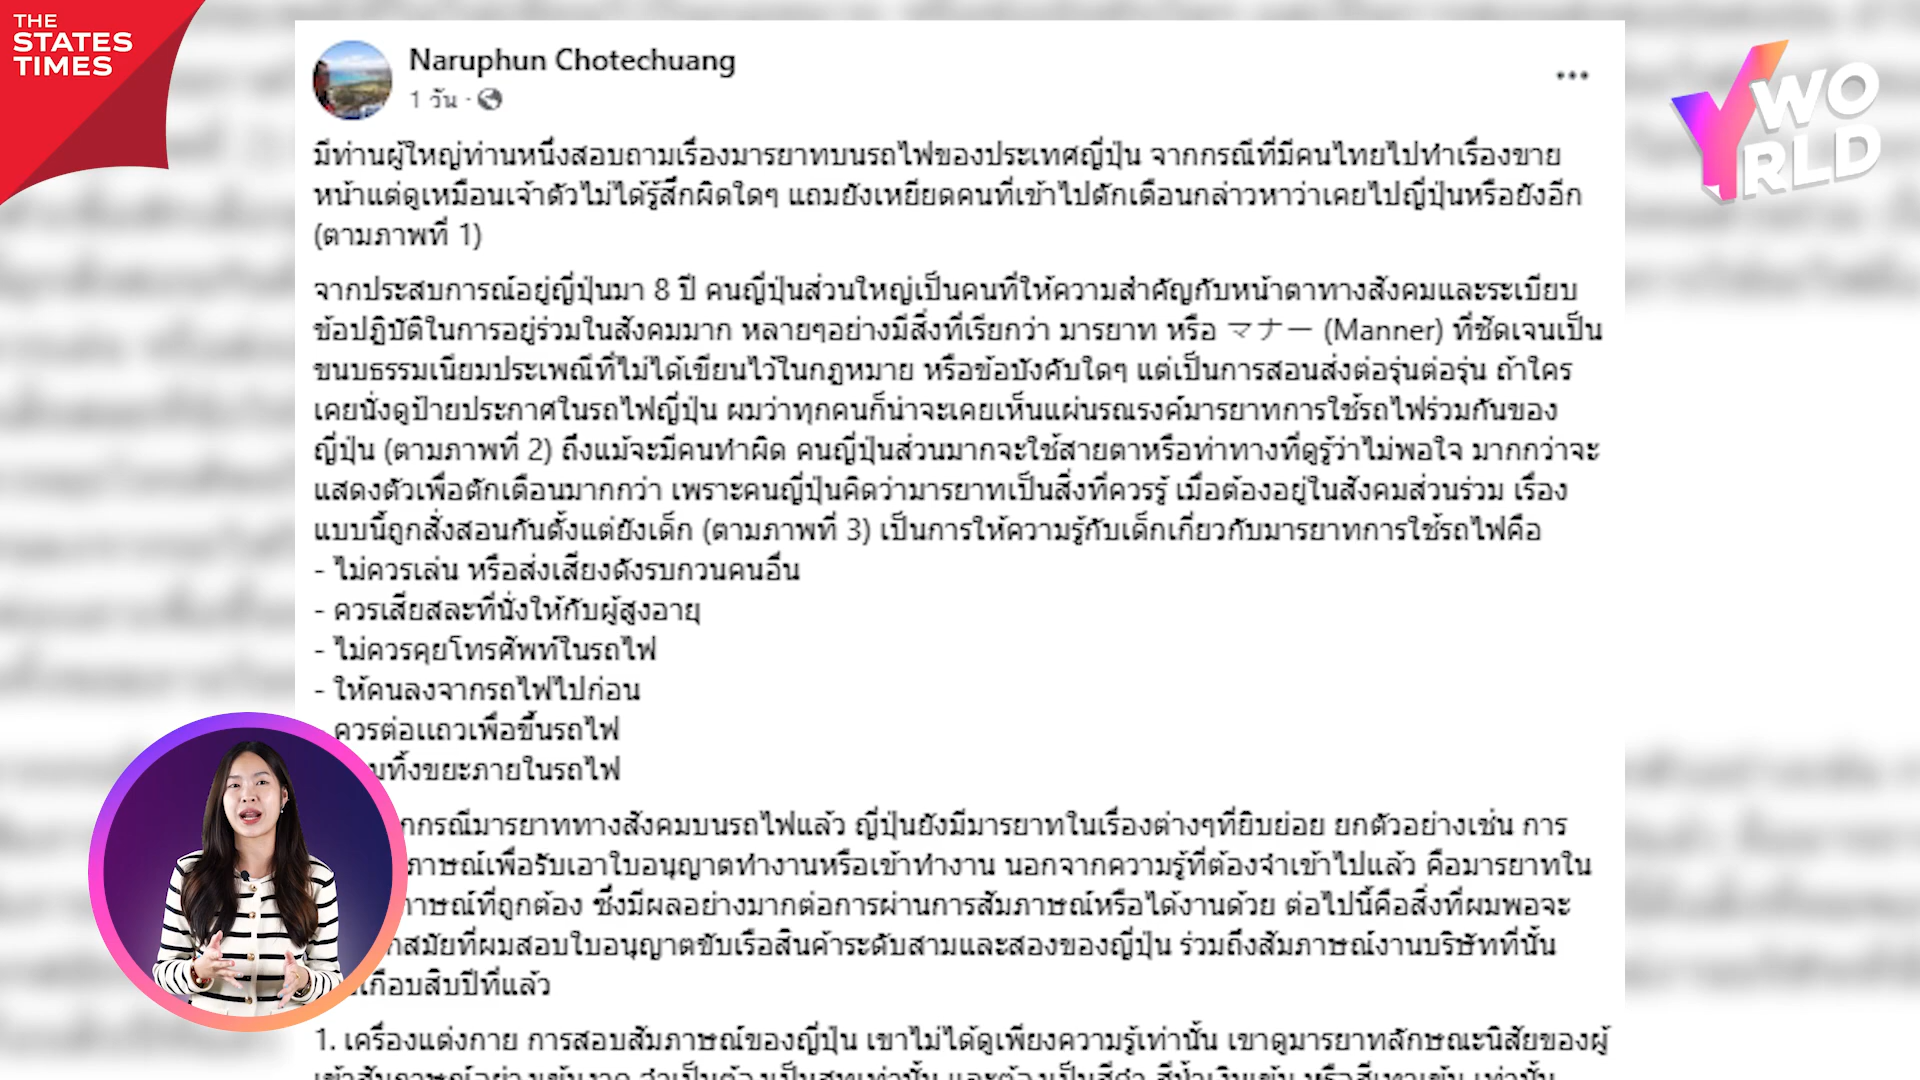 THE
STATES
TIMES
Y WORLD
Naruphun Chotechuang
1 วัน ·
มีท่านผู้ใหญ่ท่านหนึ่งสอบถามเรื่องมารยาทบนรถไฟของประเทศญี่ปุ่น จากกรณีที่มีคนไทยไปทำเรื่องขาย
หน้าแต่ดูเหมือนเจ้าตัวไม่ได้รู้สึกผิดใดๆ แถมยังเหยียดคนที่เข้าไปตักเตือนกล่าวหาว่าเคยไปญี่ปุ่นหรือยังอีก
(ตามภาพที่ 1)
จากประสบการณ์อยู่ญี่ปุ่นมา 8 ปี คนญี่ปุ่นส่วนใหญ่เป็นคนที่ให้ความสำคัญกับหน้าตาทางสังคมและระเบียบ
ข้อปฏิบัติในการอยู่ร่วมในสังคมมาก หลายๆอย่างมีสิ่งที่เรียกว่า มารยาท หรือ マナー (Manner) ที่ชัดเจนเป็น
ขนบธรรมเนียมประเพณีที่ไม่ได้เขียนไว้ในกฎหมาย หรือข้อบังคับใดๆ แต่เป็นการสอนส่งต่อรุ่นต่อรุ่น ถ้าใคร
เคยนั่งดูป้ายประกาศในรถไฟญี่ปุ่น ผมว่าทุกคนก็น่าจะเคยเห็นแผ่นรณรงค์มารยาทการใช้รถไฟร่วมกันของ
ญี่ปุ่น (ตามภาพที่ 2) ถึงแม้จะมีคนทำผิด คนญี่ปุ่นส่วนมากจะใช้สายตาหรือท่าทางที่ดูรู้ว่าไม่พอใจ มากกว่าจะ
แสดงตัวเพื่อตักเตือนมากกว่า เพราะคนญี่ปุ่นคิดว่ามารยาทเป็นสิ่งที่ควรรู้ เมื่อต้องอยู่ในสังคมส่วนร่วม เรื่อง
แบบนี้ถูกสั่งสอนกันตั้งแต่ยังเด็ก (ตามภาพที่ 3) เป็นการให้ความรู้กับเด็กเกี่ยวกับมารยาทการใช้รถไฟคือ
- ไม่ควรเล่น หรือส่งเสียงดังรบกวนคนอื่น
- ควรเสียสละที่นั่งให้กับผู้สูงอายุ
- ไม่ควรคุยโทรศัพท์ในรถไฟ
- ให้คนลงจากรถไฟไปก่อน
ควรต่อแถวเพื่อขึ้นรถไฟ
มทิ้งขยะภายในรถไฟ
กกรณีมารยาททางสังคมบนรถไฟแล้ว ญี่ปุ่นยังมีมารยาทในเรื่องต่างๆที่ยิบย่อย ยกตัวอย่างเช่น การ
ภาษณ์เพื่อรับเอาใบอนุญาตทำงานหรือเข้าทำงาน นอกจากความรู้ที่ต้องจำเข้าไปแล้ว คือมารยาทใน
ภาษณ์ที่ถูกต้อง ซึ่งมีผลอย่างมากต่อการผ่านการสัมภาษณ์หรือได้งานด้วย ต่อไปนี้คือสิ่งที่ผมพอจะ
กสมัยที่ผมสอบใบอนุญาตขับเรือสินค้าระดับสามและสองของญี่ปุ่น ร่วมถึงสัมภาษณ์งานบริษัทที่นั้น
เกือบสิบปีที่แล้ว
1. เครื่องแต่งกาย การสอบสัมภาษณ์ของญี่ปุ่น เขาไม่ได้ดูเพียงความรู้เท่านั้น เขาดูมารยาทลักษณะนิสัยของผู้